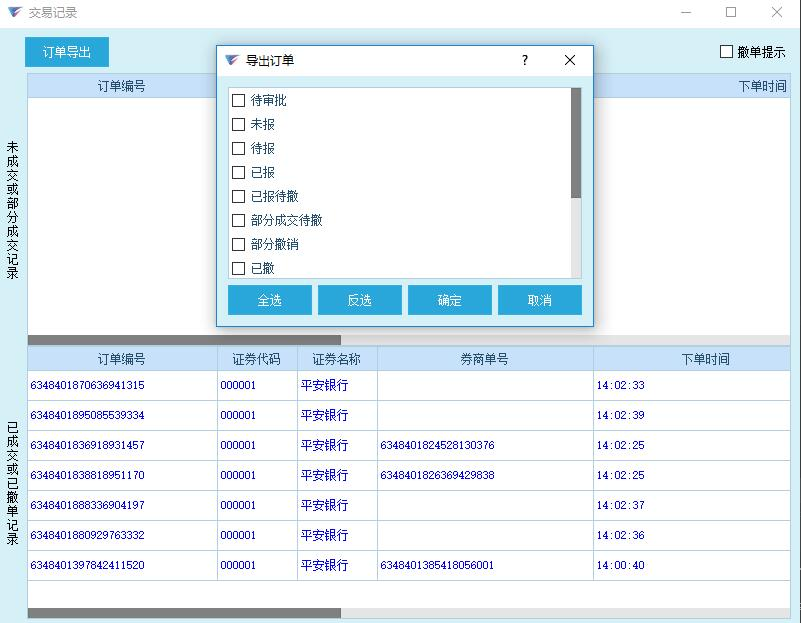 交易记录
订单导出
撤单提示
订单编号
下单时间
未成交或部分成交记录
导出订单
?
待审批
未报
待报
已报
已报待撤
部分成交待撤
部分撤销
已撤
全选 反选 确定 取消
订单编号 证券代码 证券名称 券商单号 下单时间
已成交或已撤单记录
6348401870636941315 000001 平安银行 14:02:33
6348401895085539334 000001 平安银行 14:02:39
6348401836918931457 000001 平安银行 6348401824528130376 14:02:25
6348401838818951170 000001 平安银行 6348401826369429838 14:02:25
6348401888336904197 000001 平安银行 14:02:37
6348401880929763332 000001 平安银行 14:02:36
6348401397842411520 000001 平安银行 6348401385418056001 14:00:40